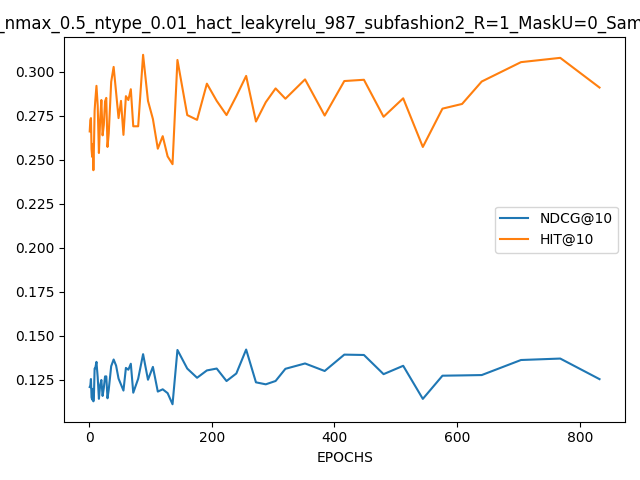 _nmax_0.5_ntype_0.01_hact_leakyrelu_987_subfashion2_R=1_MaskU=0_Sam
0.300
0.275
0.250
0.225
0.200
0.175
0.150
0.125
NDCG@10
HIT@10
0 200 400 600 800
EPOCHS